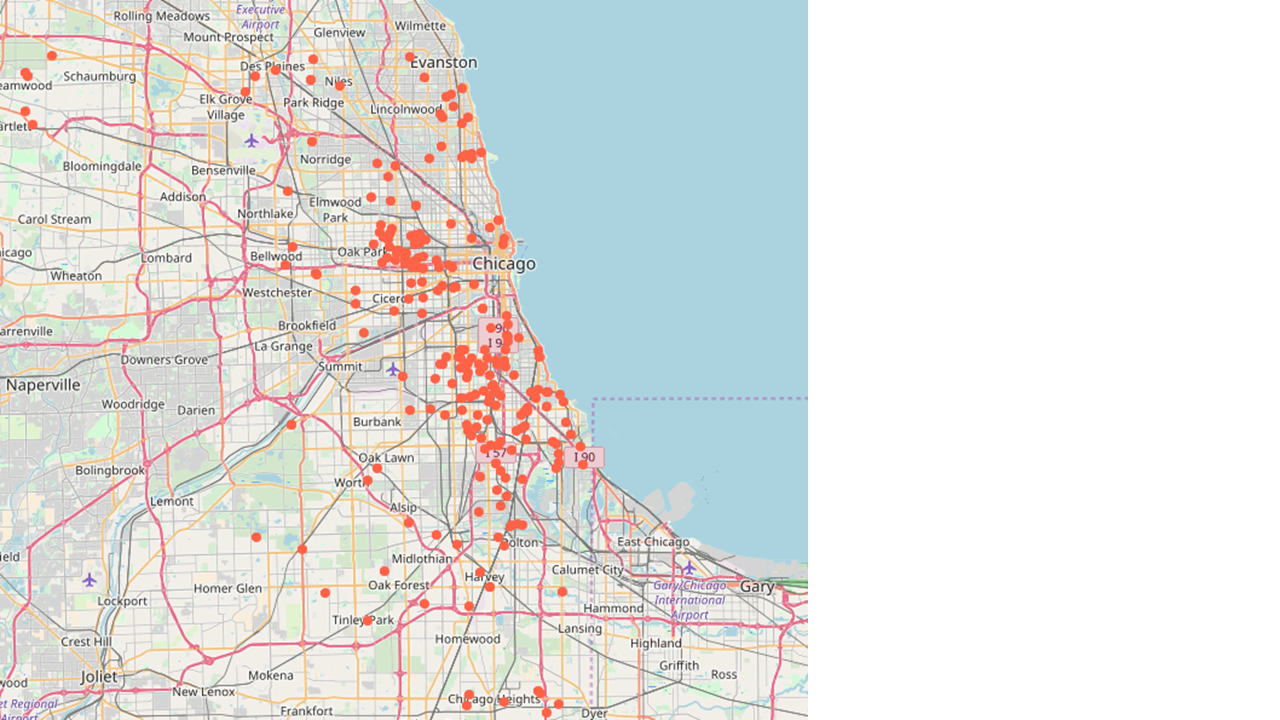 Rolling Meadows
Executive
Airport
Wilmette
Mount Prospect
Glenview
Des Plaines
Evanston
Schaumburg
Niles
eamwood
Elk Grove
Village
Park Ridge
Lincolnwood
artlett
Bloomingdale
Bensenville
Norridge
Addison
Elmwood
Park
Northlake
Carol Stream
icago
Lombard
Bellwood
Oak Park
Chicago
Wheaton
Westchester
Cicero
arrenville
Brookfield
I 9
La Grange
Downers Grove
Summit
Naperville
Woodridge
Darien
Burbank
Oak Lawn
I 57
I 90
Bolingbrook
Worth
Lemont
Alsip
East Chicago
field
Midlothian
Calumet City
Harvey
Oak Forest
Gary
Gary/Chicago
International
Airport
Homer Glen
Lockport
Hammond
Tinley Park
Lansing
Crest Hill
Homewood
Highland
Griffith
Ross
Joliet
Mokena
wood
New Lenox
Chicago Heights
et Regional
Airport
Frankfort
Dyer